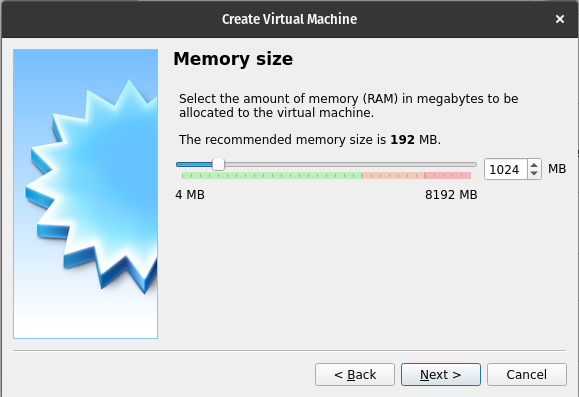 Create Virtual Machine
Memory size
Select the amount of memory (RAM) in megabytes to be
allocated to the virtual machine.
The recommended memory size is 192 MB.
1024 MB
4 MB 8192 MB
< Back Next > Cancel